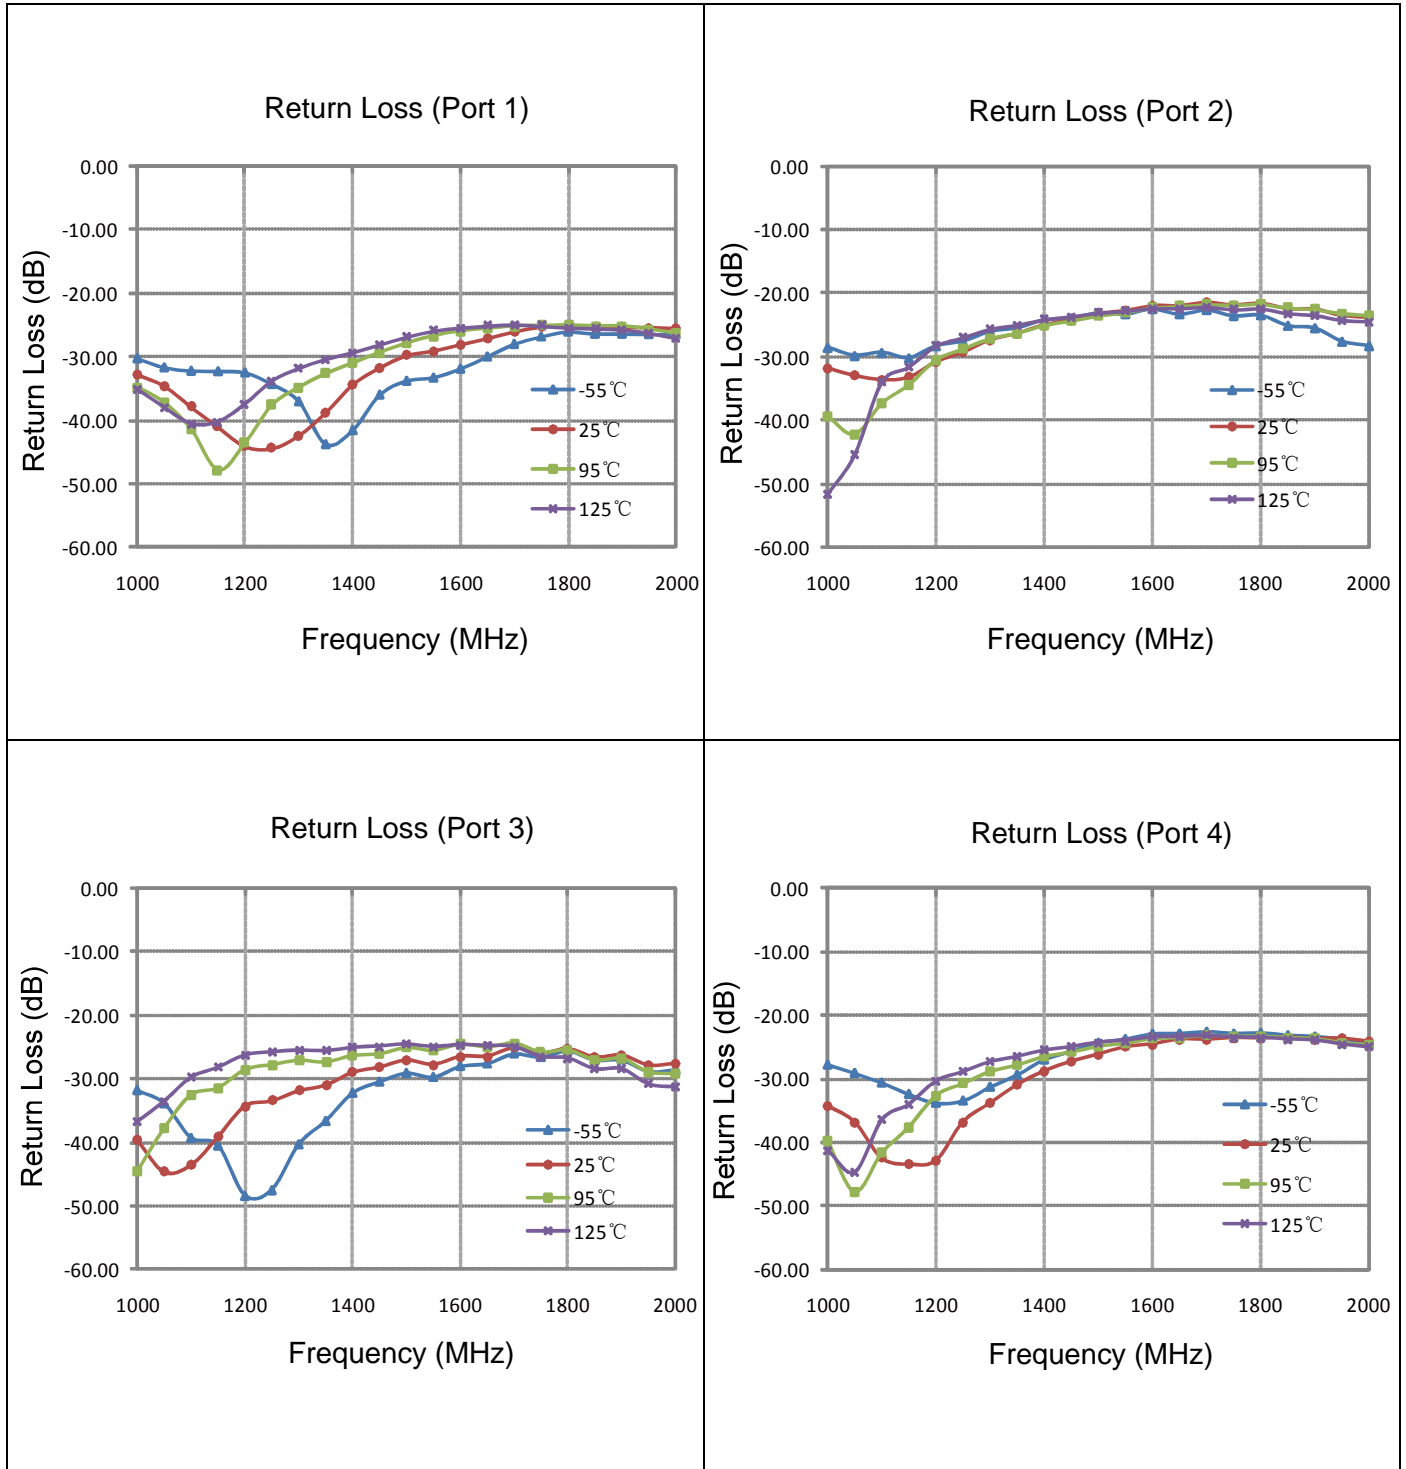 Return Loss (Port 1)
Return Loss (dB)
0.00
-10.00
-20.00
-30.00
-40.00
-50.00
-60.00
1000 1200 1400 1600 1800 2000
Frequency (MHz)
-55℃
25℃
95℃
125℃
Return Loss (Port 2)
Return Loss (dB)
0.00
-10.00
-20.00
-30.00
-40.00
-50.00
-60.00
1000 1200 1400 1600 1800 2000
Frequency (MHz)
-55℃
25℃
95℃
125℃
Return Loss (Port 3)
Return Loss (dB)
0.00
-10.00
-20.00
-30.00
-40.00
-50.00
-60.00
1000 1200 1400 1600 1800 2000
Frequency (MHz)
-55℃
25℃
95℃
125℃
Return Loss (Port 4)
Return Loss (dB)
0.00
-10.00
-20.00
-30.00
-40.00
-50.00
-60.00
1000 1200 1400 1600 1800 2000
Frequency (MHz)
-55℃
25℃
95℃
125℃